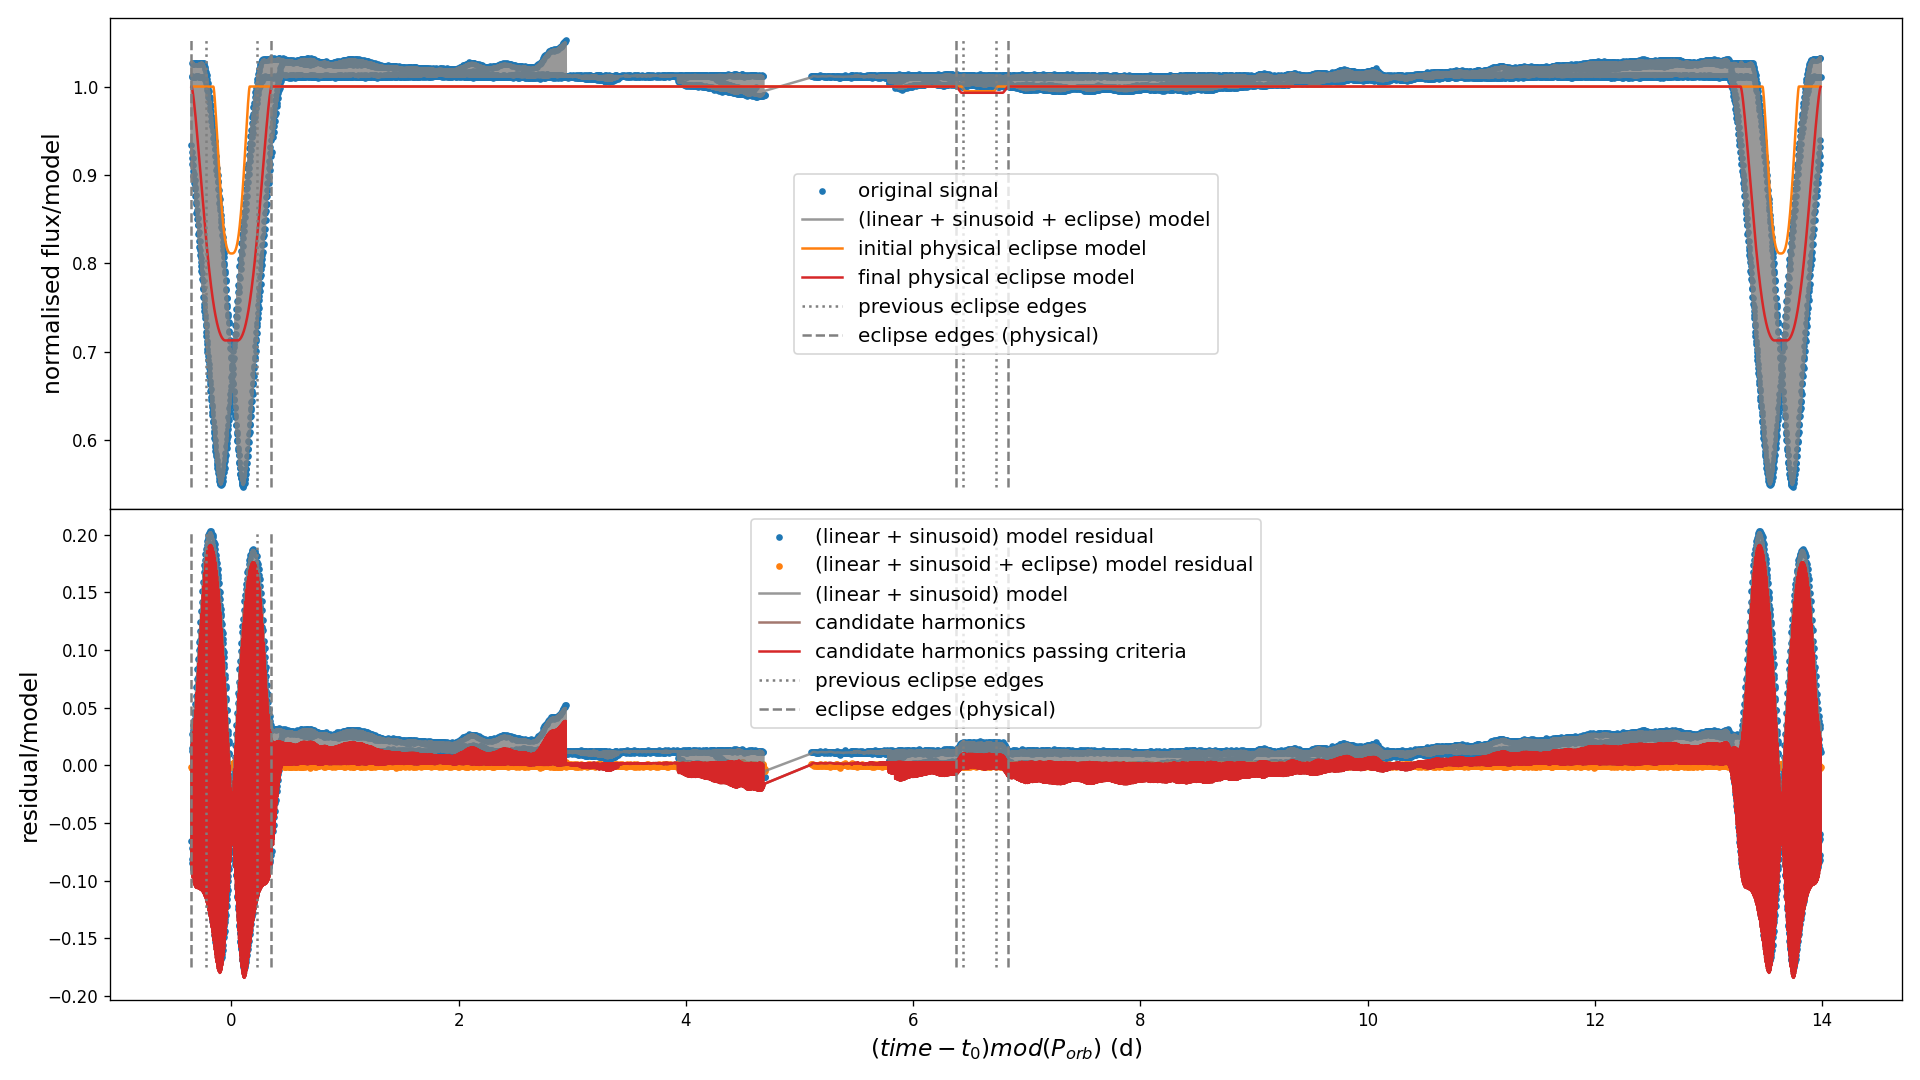 normalised flux/model
1.0
0.9
0.8
0.7
0.6
original signal
(linear + sinusoid + eclipse) model
initial physical eclipse model
final physical eclipse model
previous eclipse edges
eclipse edges (physical)
residual/model
0.20
0.15
0.10
0.05
0.00
−0.05
−0.10
−0.15
−0.20
(linear + sinusoid) model residual
(linear + sinusoid + eclipse) model residual
(linear + sinusoid) model
candidate harmonics
candidate harmonics passing criteria
previous eclipse edges
eclipse edges (physical)
0 2 4 6 8 10 12 14
(time − t₀)mod(Pₒᵣb) (d)